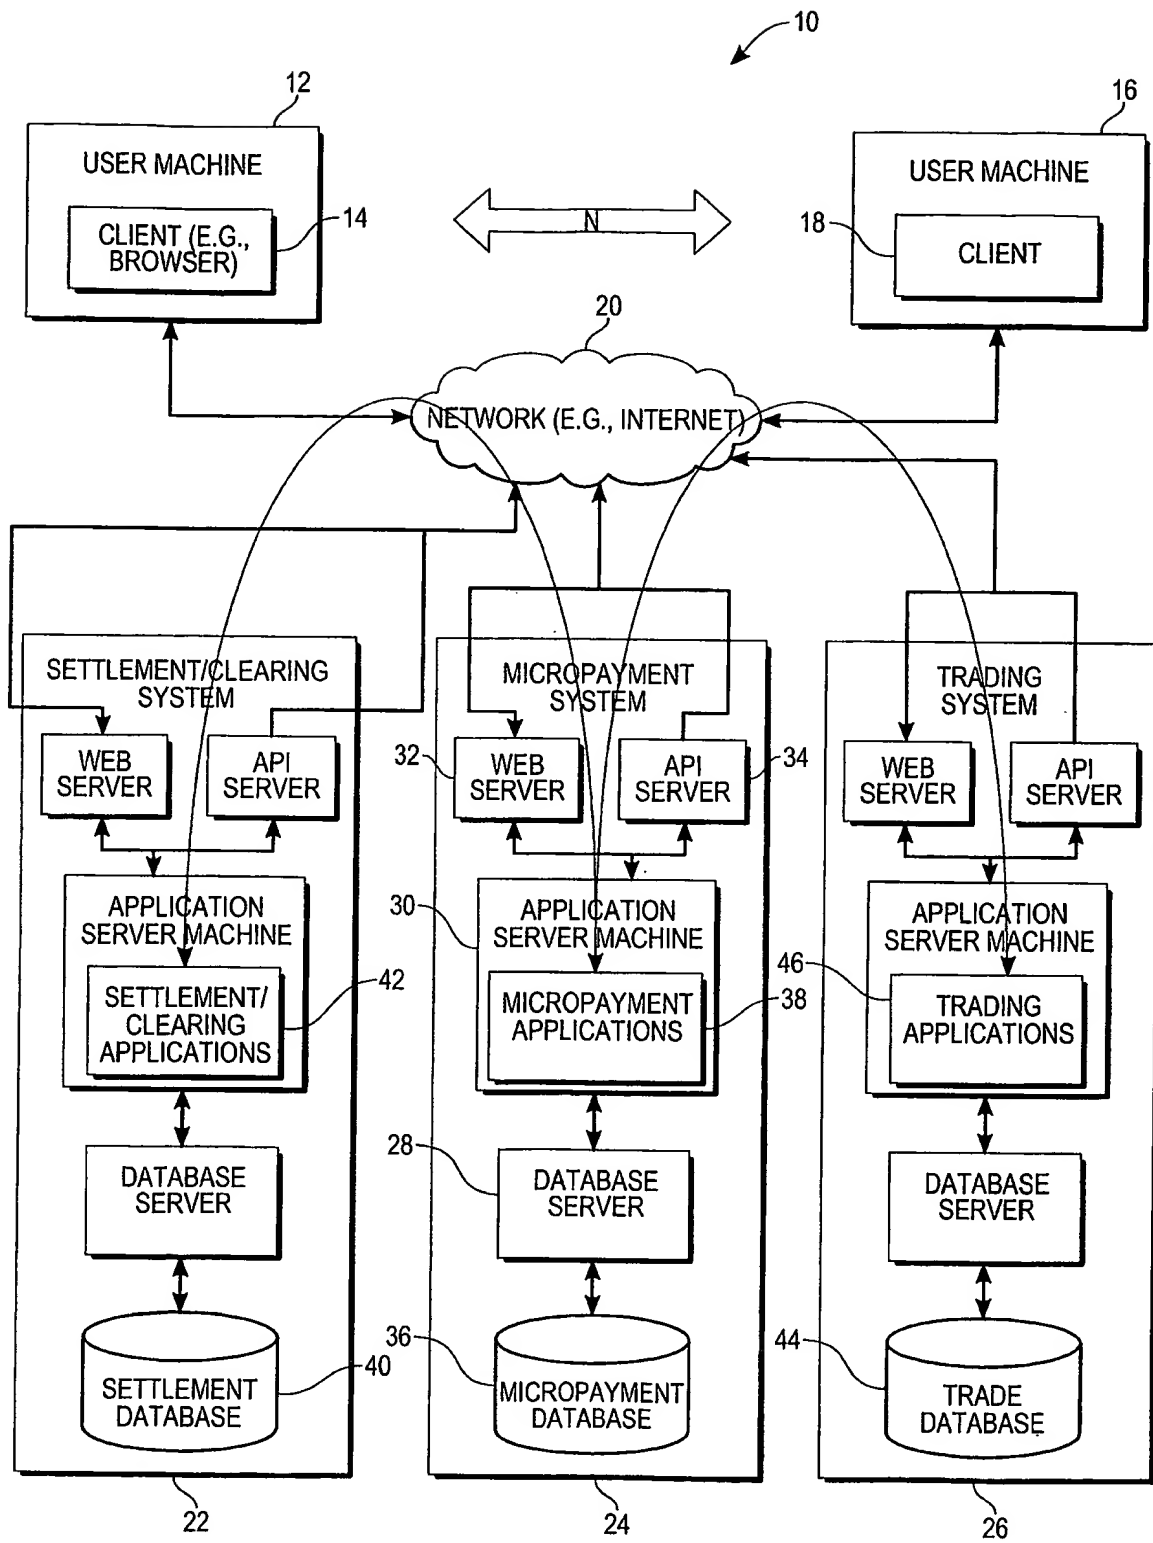 10
12
16
USER MACHINE
CLIENT (E.G.,
BROWSER)
14
N
USER MACHINE
18
CLIENT
20
NETWORK (E.G., INTERNET)
SETTLEMENT/CLEARING
SYSTEM
WEB
SERVER
API
SERVER
APPLICATION
SERVER MACHINE
SETTLEMENT/
CLEARING
APPLICATIONS
42
DATABASE
SERVER
SETTLEMENT
DATABASE
40
22
MICROPAYMENT
SYSTEM
32
WEB
SERVER
API
SERVER
34
30
APPLICATION
SERVER MACHINE
MICROPAYMENT
APPLICATIONS
38
28
DATABASE
SERVER
36
MICROPAYMENT
DATABASE
24
TRADING
SYSTEM
WEB
SERVER
API
SERVER
APPLICATION
SERVER MACHINE
46
TRADING
APPLICATIONS
DATABASE
SERVER
44
TRADE
DATABASE
26